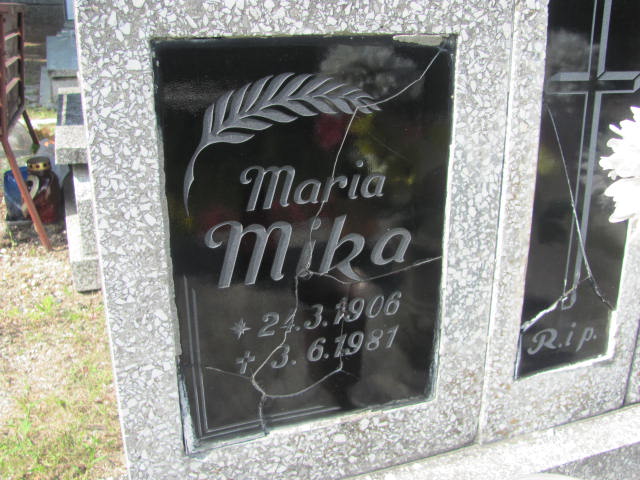 Maria
Mika
* 24.3.1906
+ 3.6.1981
R.i.p.